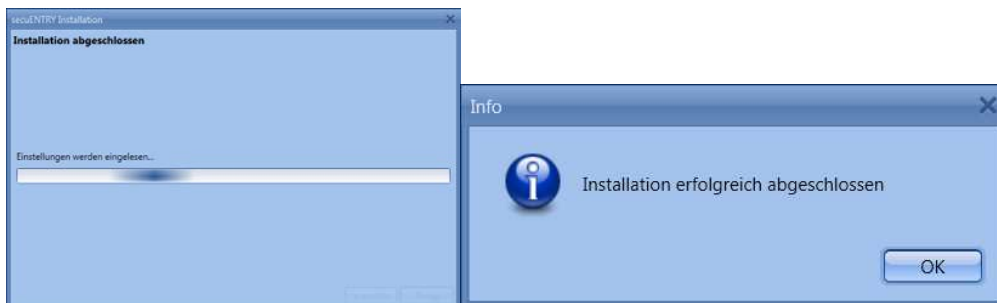 secuENTRY Installation
Installation abgeschlossen
Einstellungen werden eingelesen...
Info
Installation erfolgreich abgeschlossen
OK